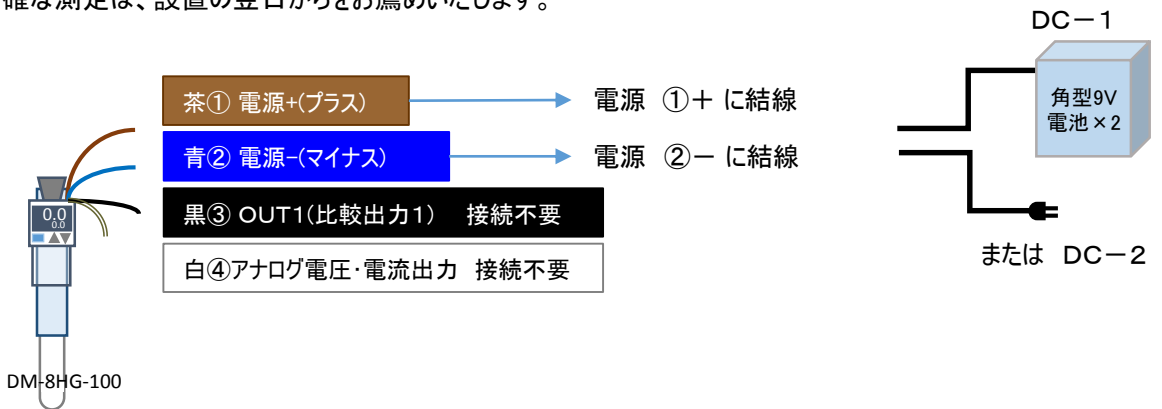 確な測定は、設置の翌日からをお薦めいたします。
DC－1
角型9V
電池×2
茶① 電源+(プラス)
電源 ①＋ に結線
青② 電源-(マイナス)
電源 ②－ に結線
黒③ OUT1(比較出力1) 接続不要
白④アナログ電圧・電流出力 接続不要
または DC－2
0.0
0.0
DM-8HG-100